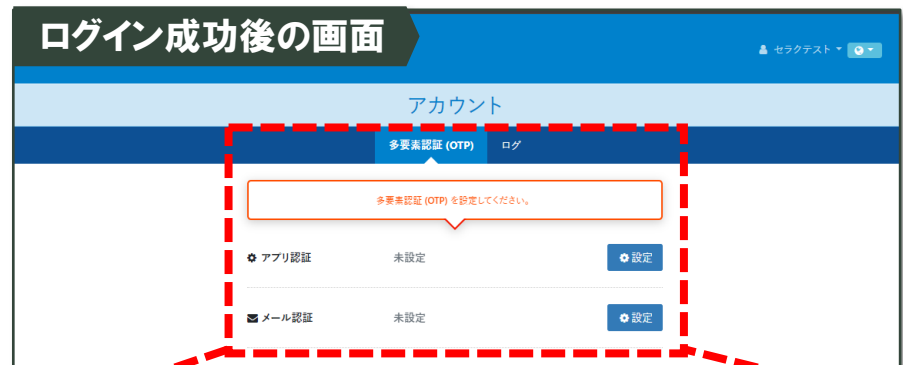 ログイン成功後の画面
セラクテスト
アカウント
多要素認証 (OTP) ログ
多要素認証 (OTP) を設定してください。
アプリ認証 未設定 設定
メール認証 未設定 設定